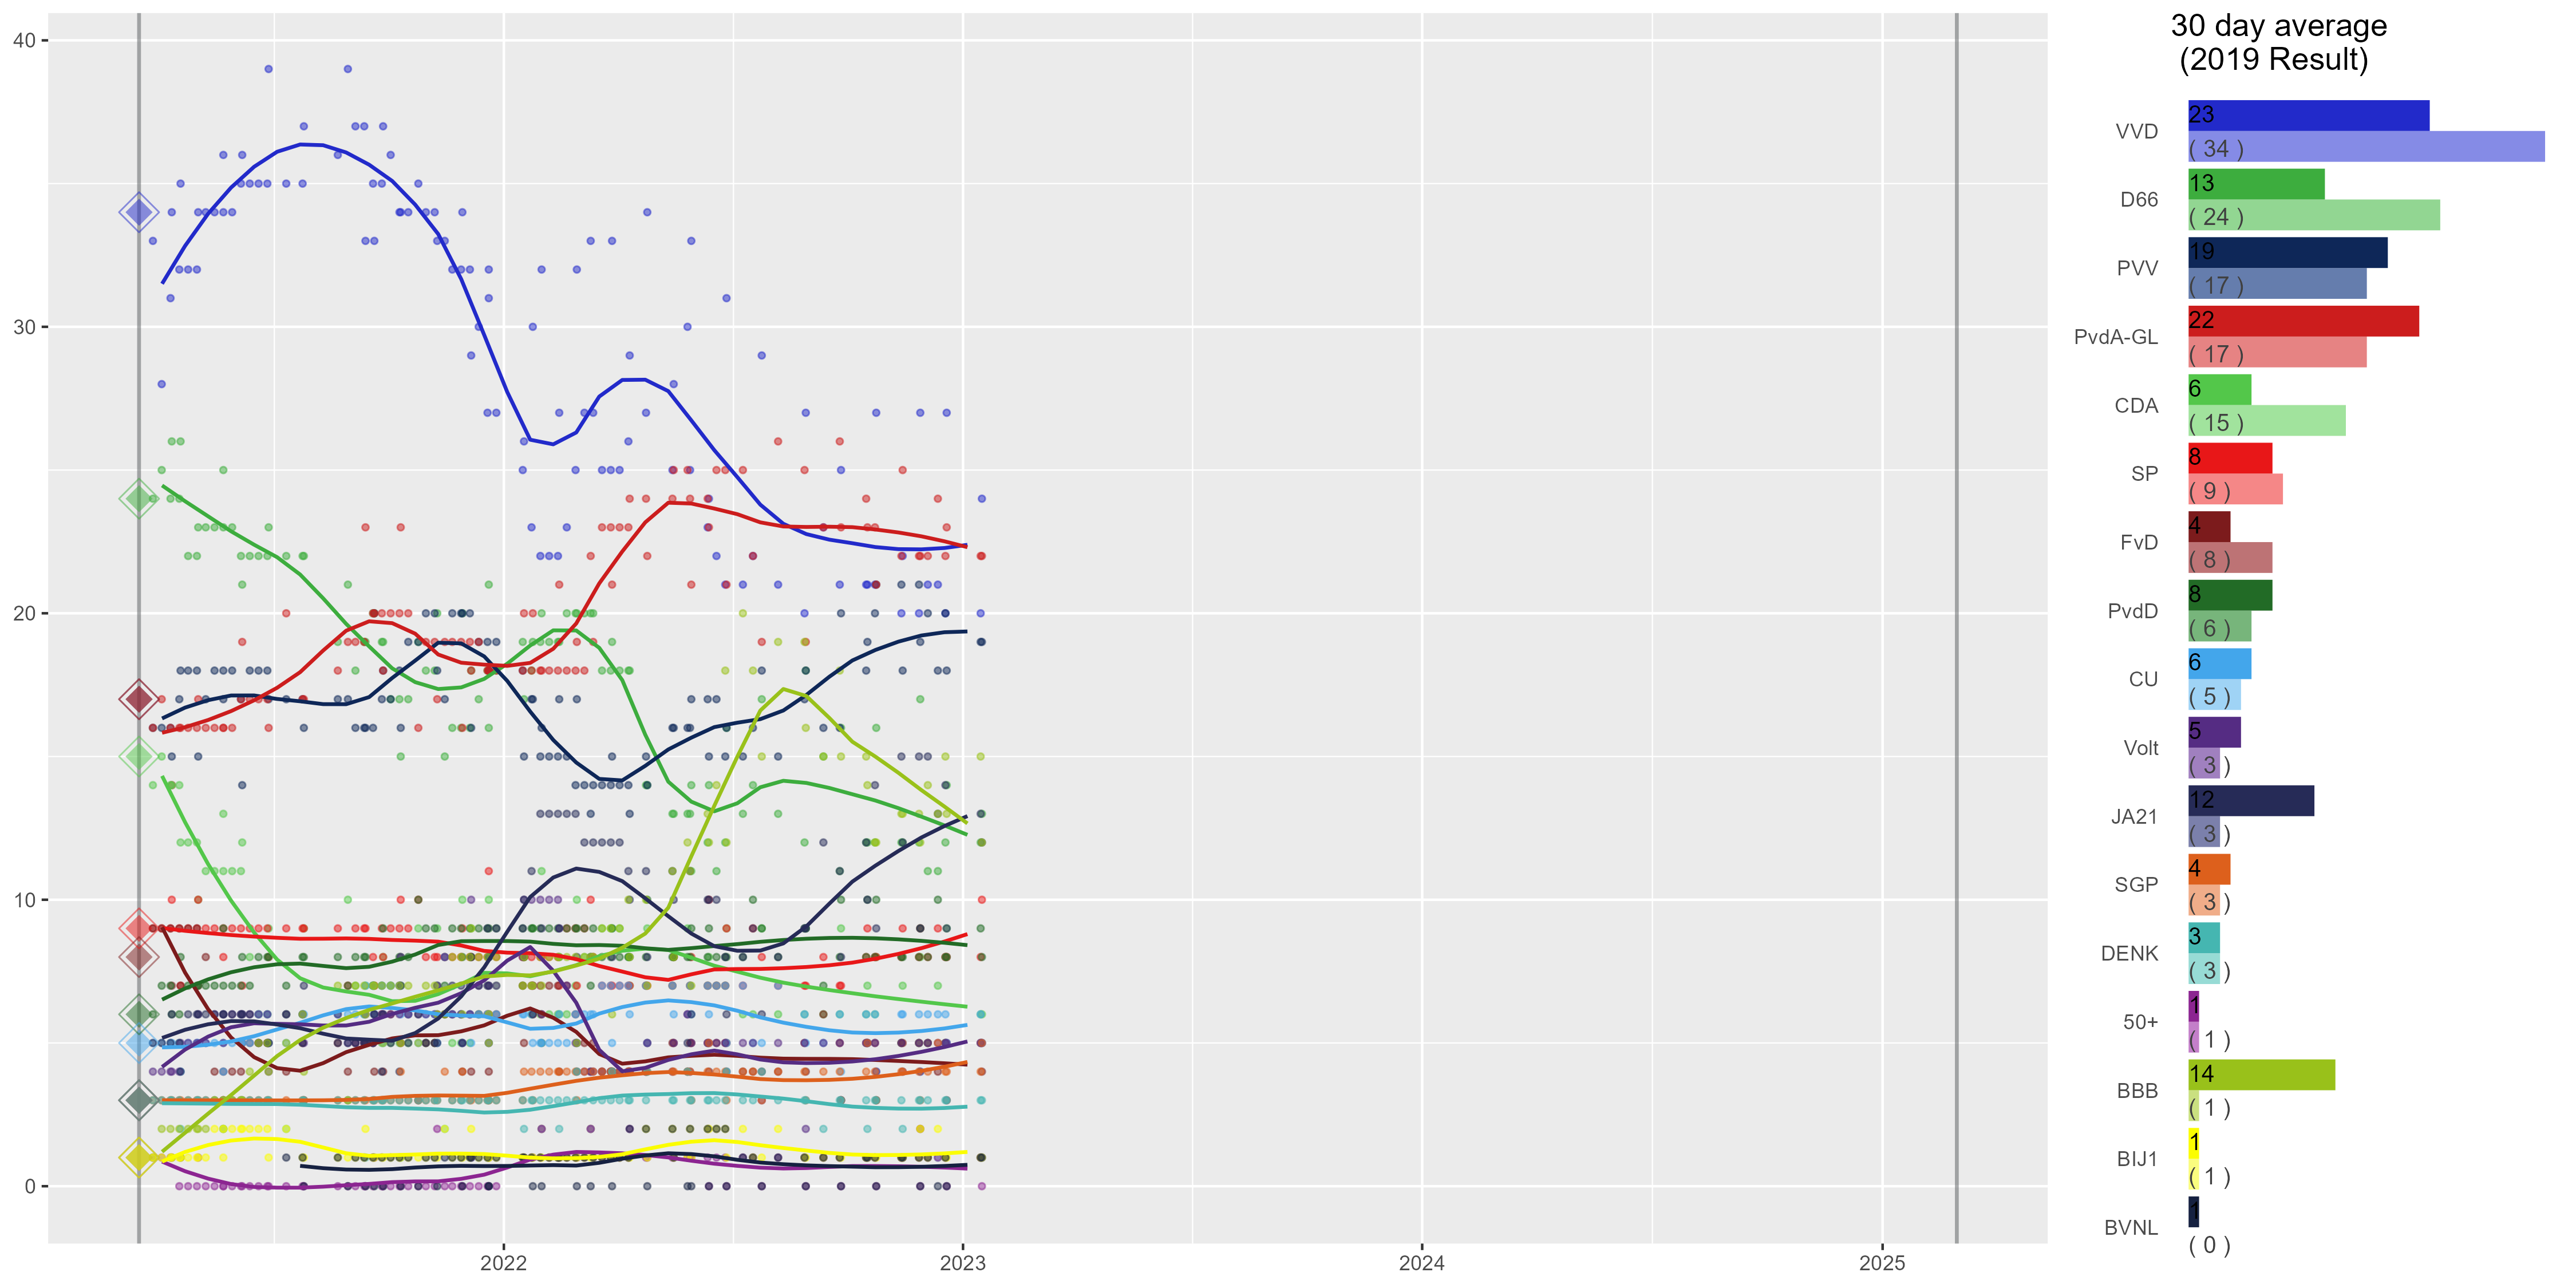 40
30
20
10
0
2022
2023
2024
2025
30 day average
(2019 Result)
VVD
23
( 34 )
D66
13
( 24 )
PVV
19
( 17 )
PvdA-GL
22
( 17 )
CDA
6
( 15 )
SP
8
( 9 )
FvD
4
( 8 )
PvdD
8
( 6 )
CU
6
( 5 )
Volt
5
( 3 )
JA21
12
( 3 )
SGP
4
( 3 )
DENK
3
( 3 )
50+
1
( 1 )
BBB
14
( 1 )
BIJ1
1
( 1 )
BVNL
1
( 0 )